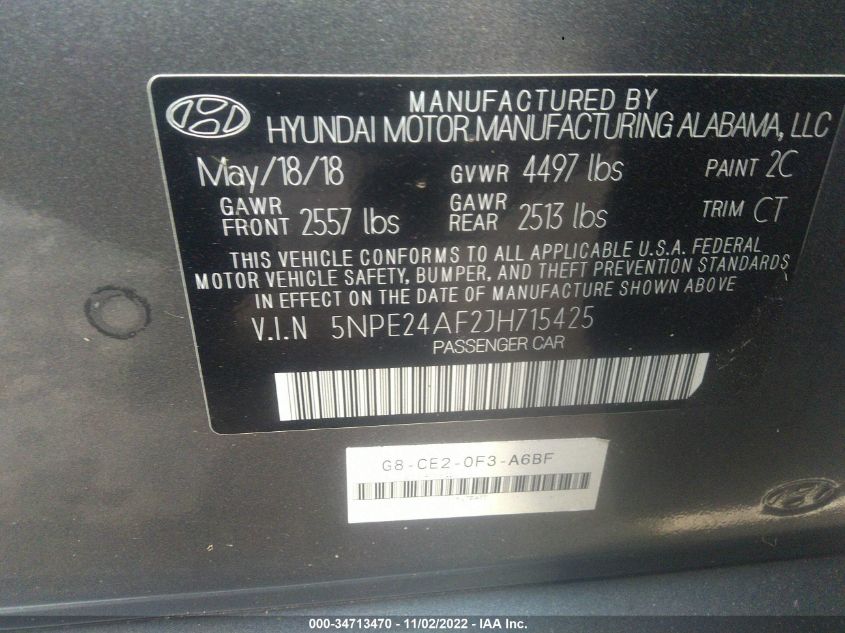 MANUFACTURED BY
HYUNDAI MOTOR MANUFACTURING ALABAMA, LLC
May/18/18 GVWR 4497 lbs PAINT 2C
GAWR FRONT 2557 lbs GAWR REAR 2513 lbs TRIM CT
THIS VEHICLE CONFORMS TO ALL APPLICABLE U.S.A. FEDERAL
MOTOR VEHICLE SAFETY, BUMPER, AND THEFT PREVENTION STANDARDS
IN EFFECT ON THE DATE OF MANUFACTURE SHOWN ABOVE
V.I.N 5NPE24AF2JH715425
PASSENGER CAR
G8-CE2-0F3-A6BF
000-34713470 - 11/02/2022 - IAA Inc.